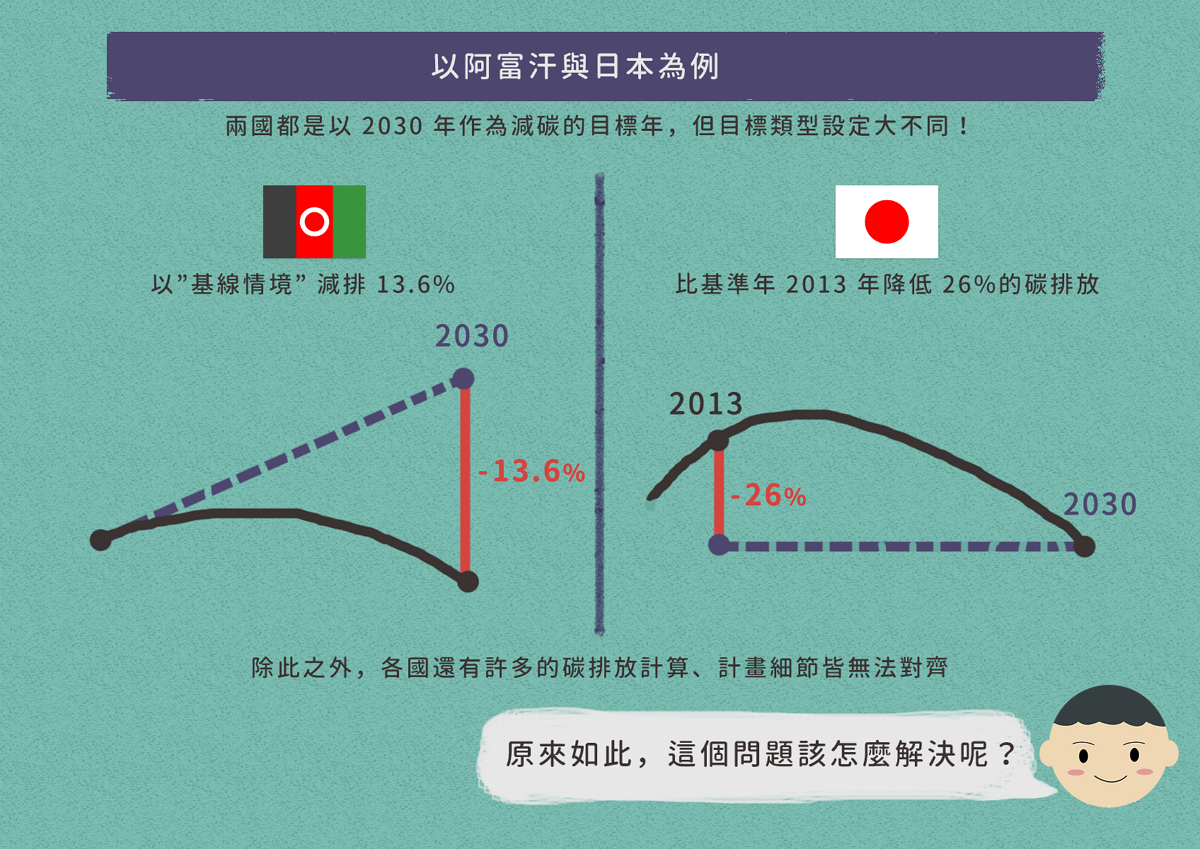 以阿富汗與日本為例
兩國都是以 2030 年作為減碳的目標年，但目標類型設定大不同！
以”基線情境” 減排 13.6%
比基準年 2013 年降低 26%的碳排放
2030
-13.6%
2013
-26%
2030
除此之外，各國還有許多的碳排放計算、計畫細節皆無法對齊
原來如此，這個問題該怎麼解決呢？